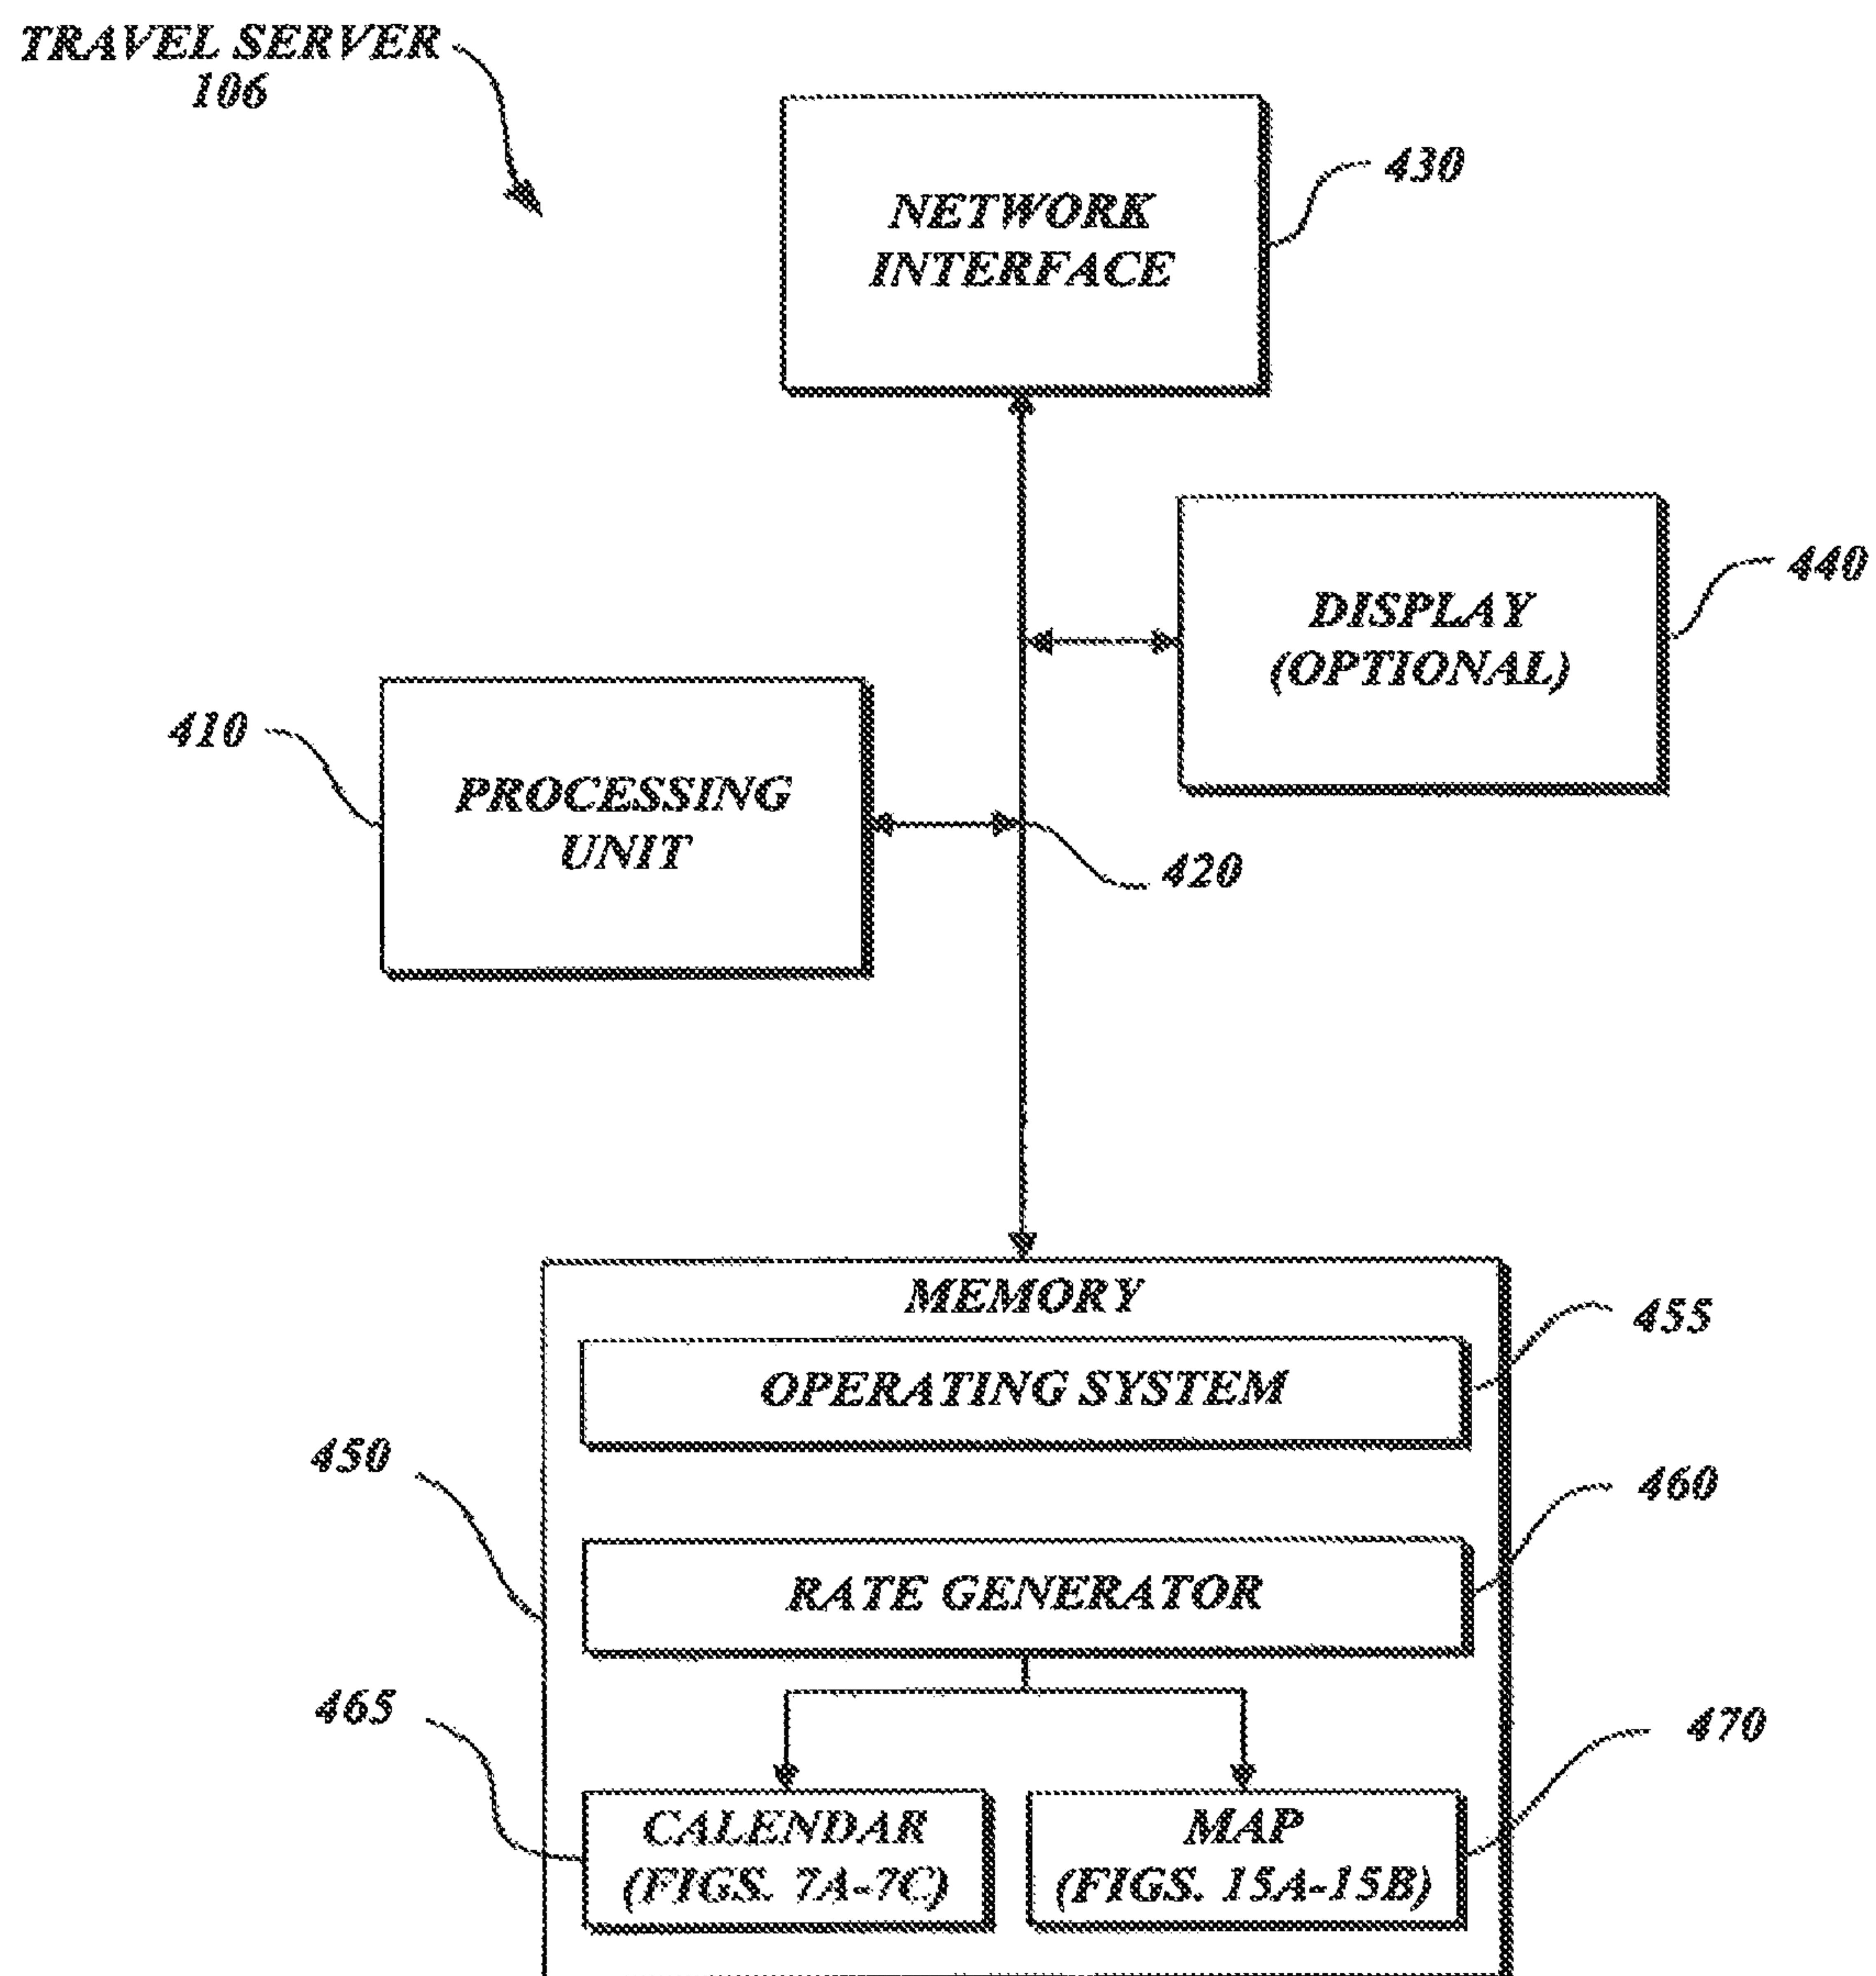 TRAVEL SERVER
106
NETWORK
INTERFACE
430
DISPLAY
(OPTIONAL)
440
410
PROCESSING
UNIT
420
MEMORY
OPERATING SYSTEM
455
450
RATE GENERATOR
460
465
CALENDAR
(FIGS. 7A-7C)
MAP
(FIGS. 15A-15B)
470